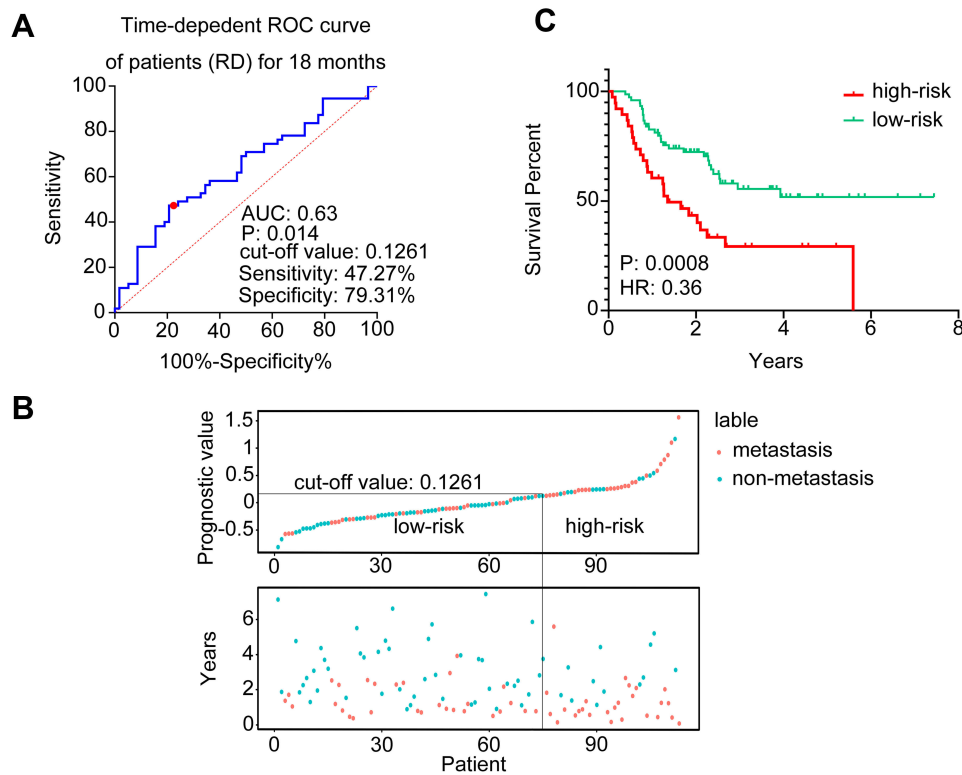 A
Time-depedent ROC curve
of patients (RD) for 18 months
100
80
60
40
20
0
Sensitivity
AUC: 0.63
P: 0.014
cut-off value: 0.1261
Sensitivity: 47.27%
Specificity: 79.31%
0 20 40 60 80 100
100%-Specificity%
C
high-risk
low-risk
100
50
0
Survival Percent
P: 0.0008
HR: 0.36
0 2 4 6 8
Years
B
Prognostic value
1.5
1
0.5
0
-0.5
cut-off value: 0.1261
low-risk high-risk
0 30 60 90
lable
metastasis
non-metastasis
Years
6
4
2
0
0 30 60 90
Patient